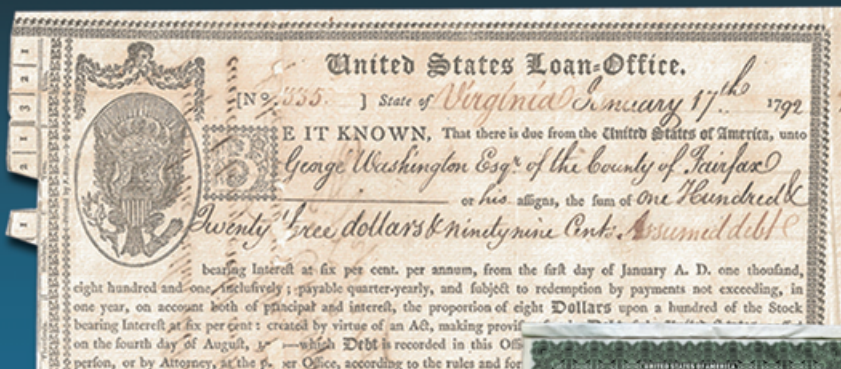 United States Loan-Office.
[No. 335. ] State of Virginia January 17th 1792
BE IT KNOWN, That there is due from the United States of America, unto
George Washington Esqr. of the County of Fairfax
or his assigns, the sum of One Hundred &
Twenty three dollars & ninety nine Cents Assumed debt
bearing Interest at six per cent. per annum, from the first day of January A. D. one thousand,
eight hundred and one, inclusively; payable quarter-yearly, and subject to redemption by payments not exceeding, in
one year, on account both of principal and interest, the proportion of eight Dollars upon a hundred of the Stock
bearing Interest at six per cent: created by virtue of an Act, making provi
on the fourth day of August, —which Debt is recorded in this Off
person, or by Attorney, at the Office, according to the rules and for
UNITED STATES OF AMERICA